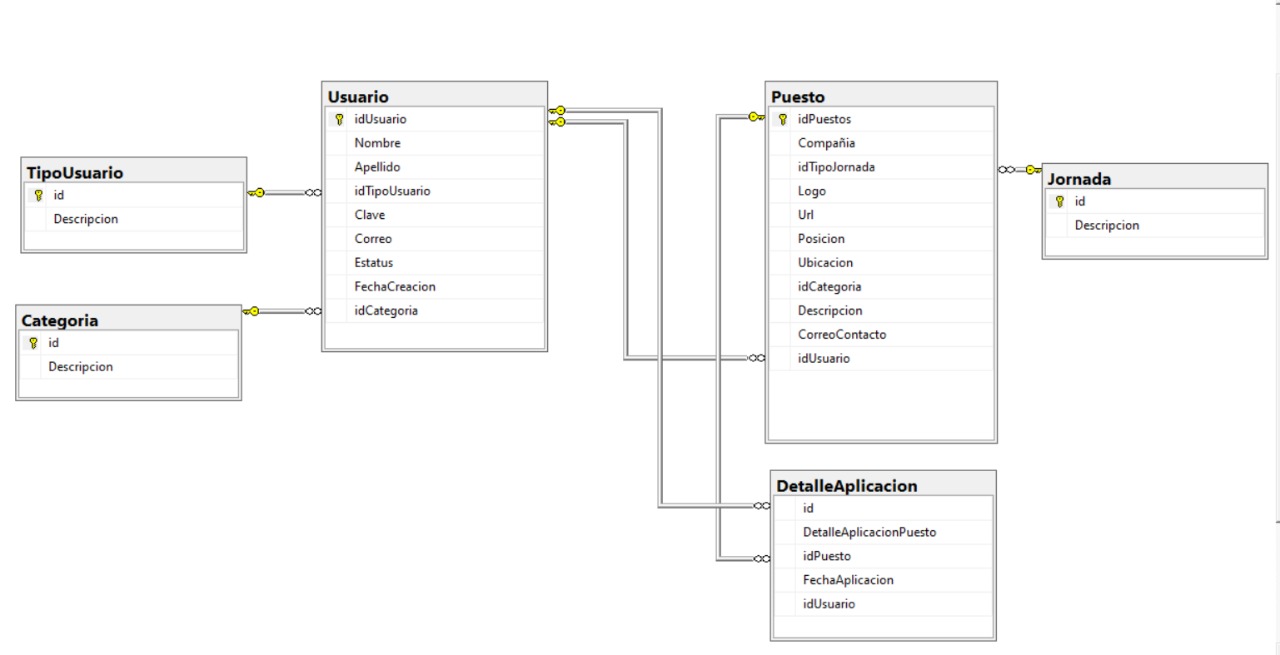 TipoUsuario
id
Descripcion
Categoria
id
Descripcion
Usuario
idUsuario
Nombre
Apellido
idTipoUsuario
Clave
Correo
Estatus
FechaCreacion
idCategoria
Puesto
idPuestos
Compañia
idTipoJornada
Logo
Url
Posicion
Ubicacion
idCategoria
Descripcion
CorreoContacto
idUsuario
Jornada
id
Descripcion
DetalleAplicacion
id
DetalleAplicacionPuesto
idPuesto
FechaAplicacion
idUsuario